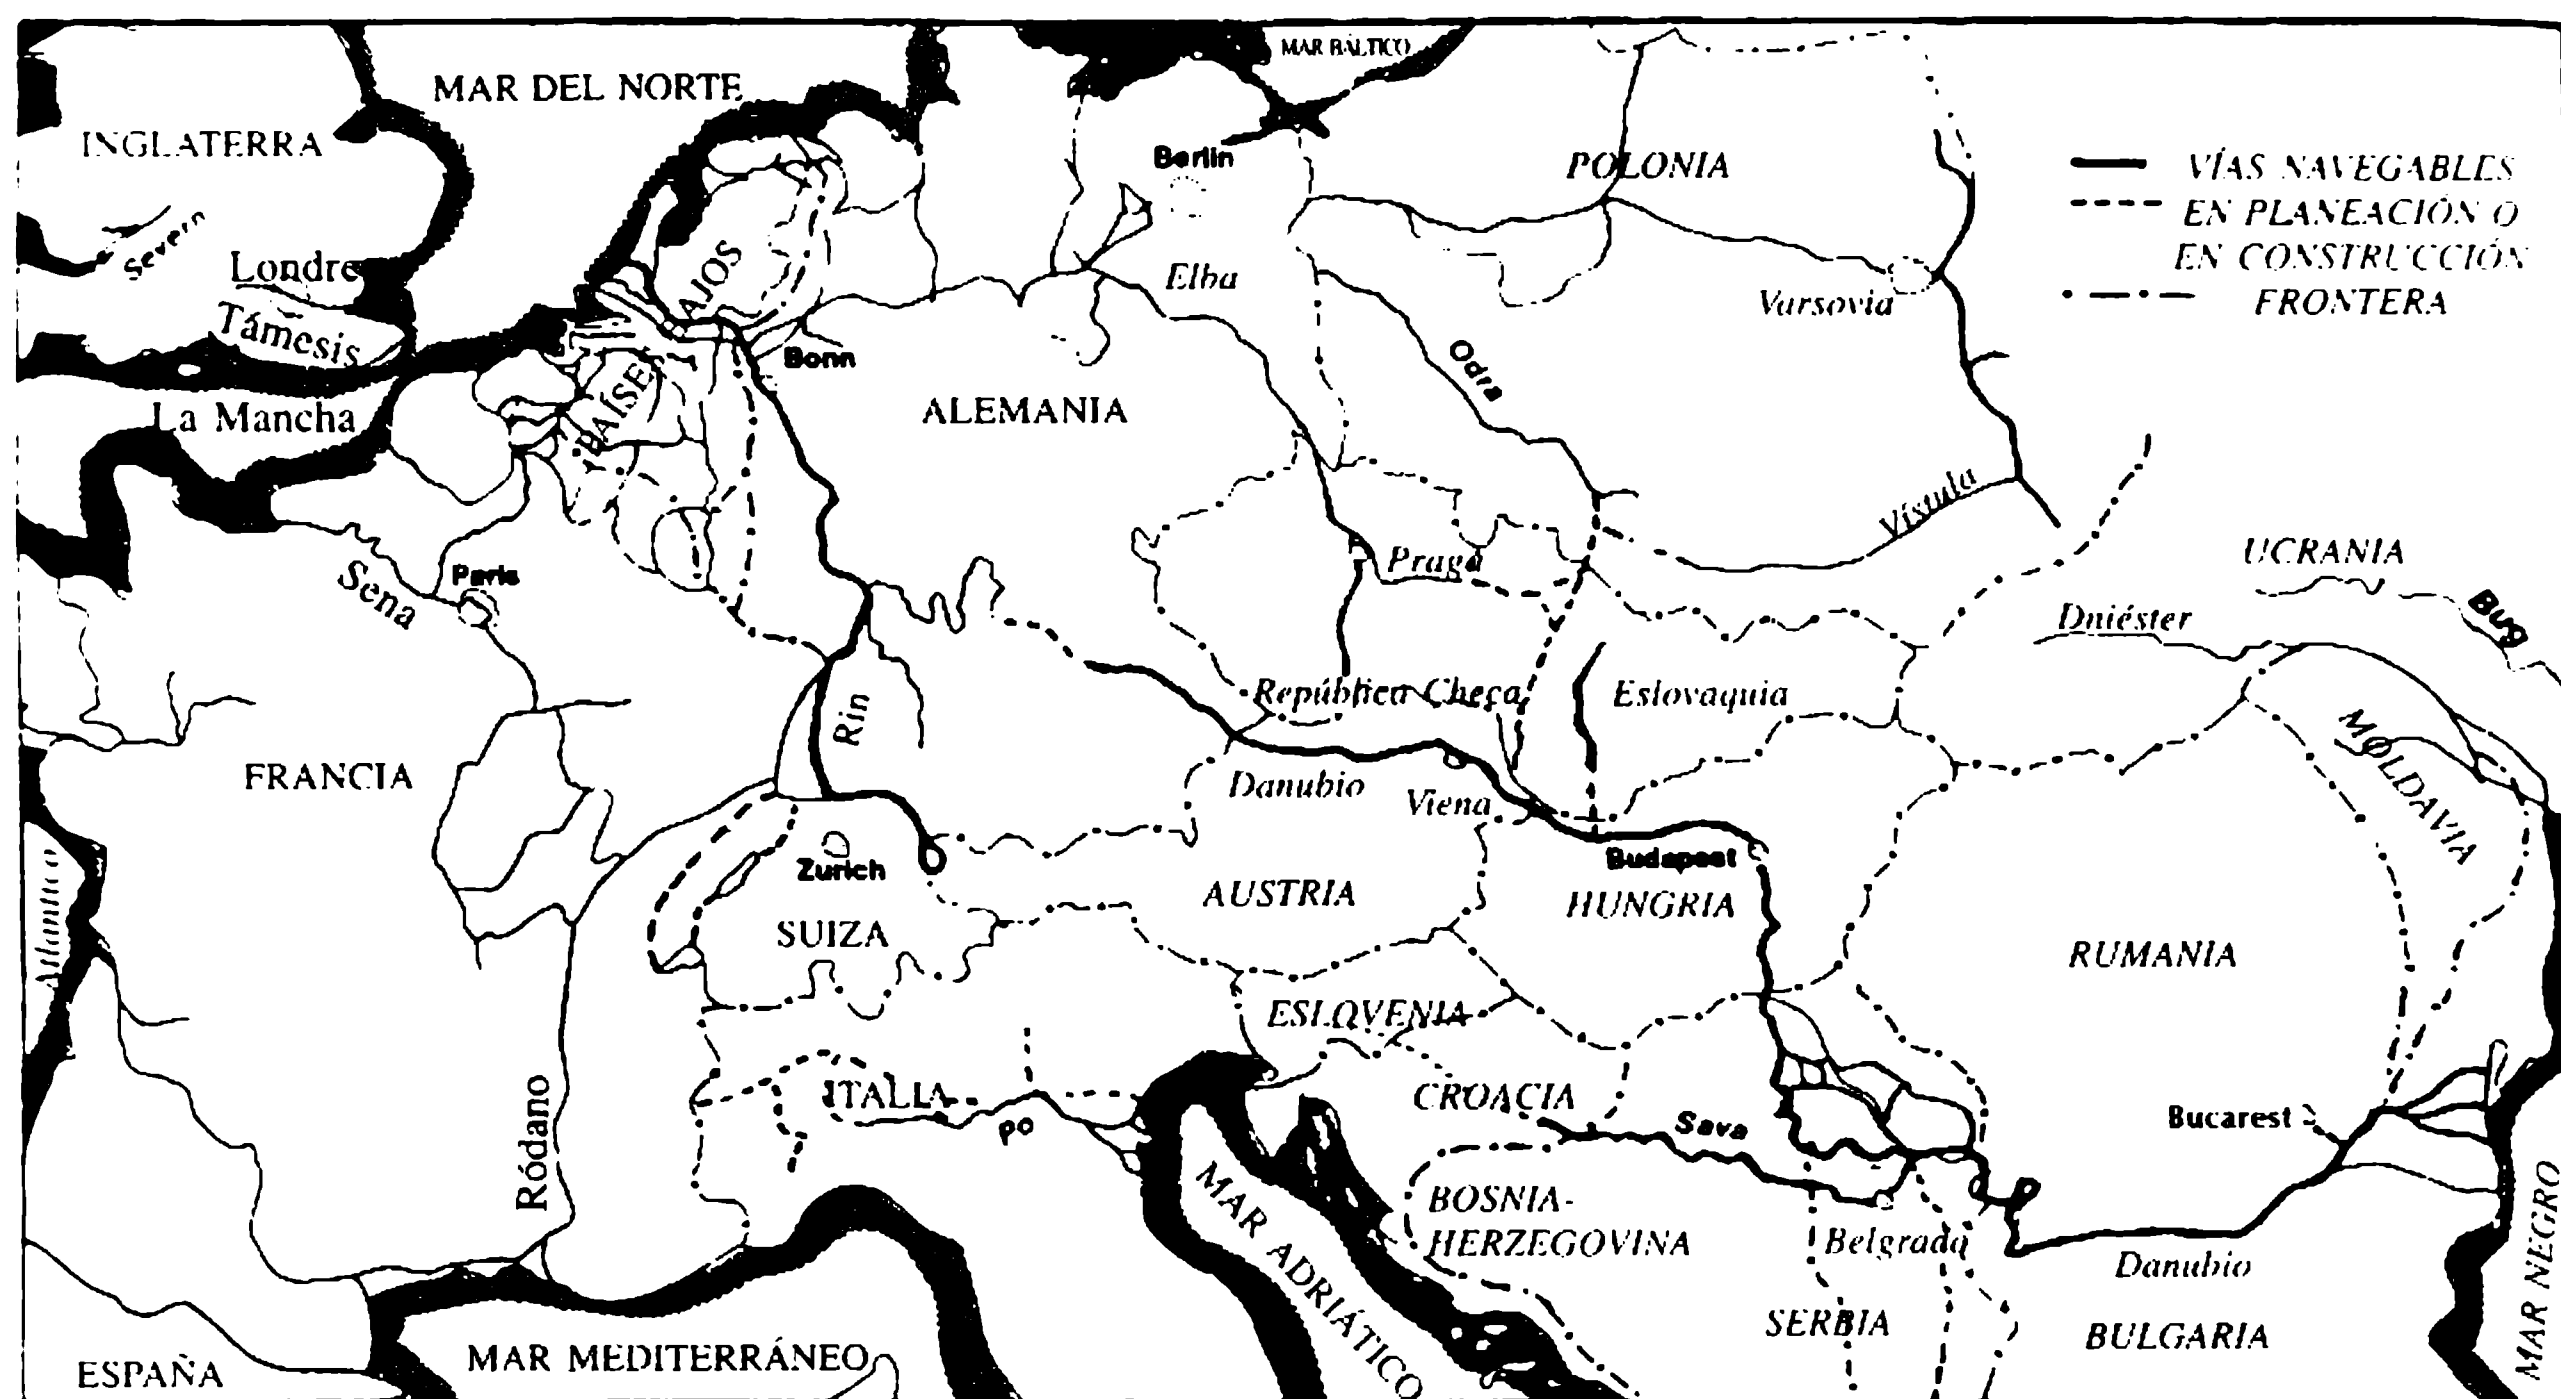 MAR BÁLTICO
MAR DEL NORTE
INGLATERRA
Berlin
POLONIA
VÍAS NAVEGABLES
EN PLANEACIÓN O
EN CONSTRUCCIÓN
FRONTERA
Severn
Londre
Támesis
BAJOS
Elba
Varsovia
Bonn
PAÍSES
Odra
La Mancha
ALEMANIA
Vístula
Praga
UCRANIA
Sena
Paris
Dniéster
Bug
República Checa
Eslovaquia
Rin
MOLDAVIA
FRANCIA
Danubio
Viena
Zurich
Budapest
Atlántico
AUSTRIA
HUNGRIA
SUIZA
RUMANIA
ESLOVENIA
ITALIA
CROACIA
Ródano
PO
Sava
Bucarest
MAR ADRIÁTICO
BOSNIA-
HERZEGOVINA
Belgrado
Danubio
MAR NEGRO
SERBIA
BULGARIA
MAR MEDITERRÁNEO
ESPAÑA